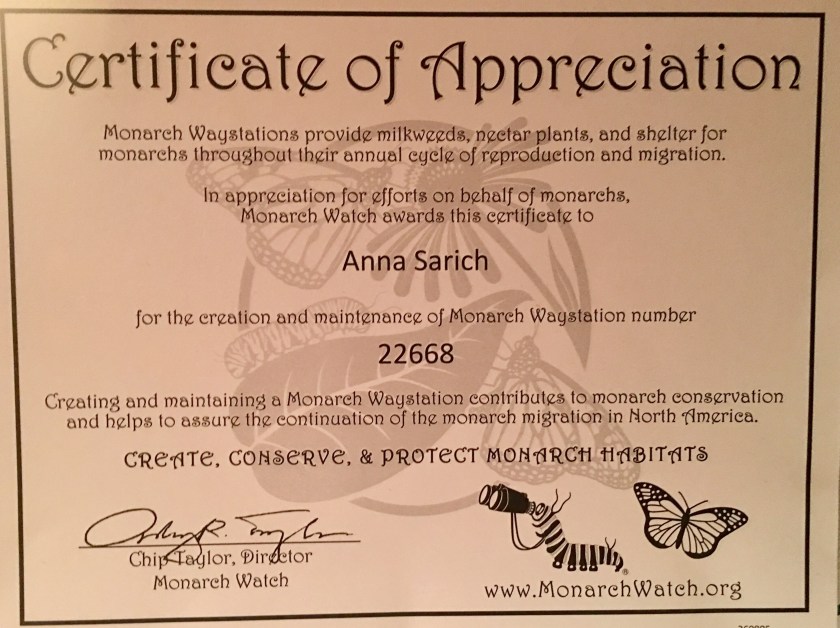 Certificate of Appreciation
Monarch Waystations provide milkweeds, nectar plants, and shelter for
monarchs throughout their annual cycle of reproduction and migration.
In appreciation for efforts on behalf of monarchs,
Monarch Watch awards this certificate to
Anna Sarich
for the creation and maintenance of Monarch Waystation number
22668
Creating and maintaining a Monarch Waystation contributes to monarch conservation
and helps to assure the continuation of the monarch migration in North America.
CREATE, CONSERVE, & PROTECT MONARCH HABITATS
Chip Taylor, Director
Monarch Watch
®
www.MonarchWatch.org